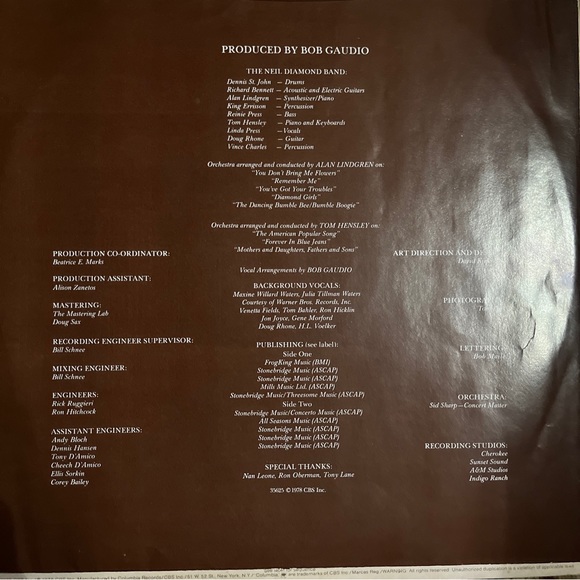 PRODUCED BY BOB GAUDIO
THE NEIL DIAMOND BAND:
Dennis St. John — Drums
Richard Bennett — Acoustic and Electric Guitars
Alan Lindgren — Synthesizer/Piano
King Errisson — Percussion
Reinie Press — Bass
Tom Hensley — Piano and Keyboards
Linda Press — Vocals
Doug Rhone — Guitar
Vince Charles — Percussion
Orchestra arranged and conducted by ALAN LINDGREN on:
"You Don't Bring Me Flowers"
"Remember Me"
"You've Got Your Troubles"
"Diamond Girls"
"The Dancing Bumble Bee/Bumble Boogie"
Orchestra arranged and conducted by TOM HENSLEY on:
"The American Popular Song"
"Forever In Blue Jeans"
"Mothers and Daughters, Fathers and Sons"
Vocal Arrangements by BOB GAUDIO
BACKGROUND VOCALS:
Maxine Willard Waters, Julia Tillman Waters
Courtesy of Warner Bros. Records, Inc.
Venetta Fields, Tom Bahler, Ron Hicklin
Jon Joyce, Gene Morford
Doug Rhone, H.L. Voelker
PUBLISHING (see label):
Side One
FrogKing Music (BMI)
Stonebridge Music (ASCAP)
Stonebridge Music (ASCAP)
Mills Music Ltd. (ASCAP)
Stonebridge Music/Threesome Music (ASCAP)
Side Two
Stonebridge Music/Concerto Music (ASCAP)
All Seasons Music (ASCAP)
Stonebridge Music (ASCAP)
Stonebridge Music (ASCAP)
Stonebridge Music (ASCAP)
SPECIAL THANKS:
Nan Leone, Ron Oberman, Tony Lane
35625 © 1978 CBS Inc.
PRODUCTION CO-ORDINATOR:
Beatrice E. Marks
PRODUCTION ASSISTANT:
Alison Zanetos
MASTERING:
The Mastering Lab
Doug Sax
RECORDING ENGINEER SUPERVISOR:
Bill Schnee
MIXING ENGINEER:
Bill Schnee
ENGINEERS:
Rick Ruggieri
Ron Hitchcock
ASSISTANT ENGINEERS:
Andy Bloch
Dennis Hansen
Tony D'Amico
Cheech D'Amico
Ellis Sorkin
Corey Bailey
ART DIRECTION AND
David
LETTERING:
Bob
ORCHESTRA:
Sid Sharp—Concert Master
RECORDING STUDIOS:
Cherokee
Sunset Sound
A&M Studios
Indigo Ranch